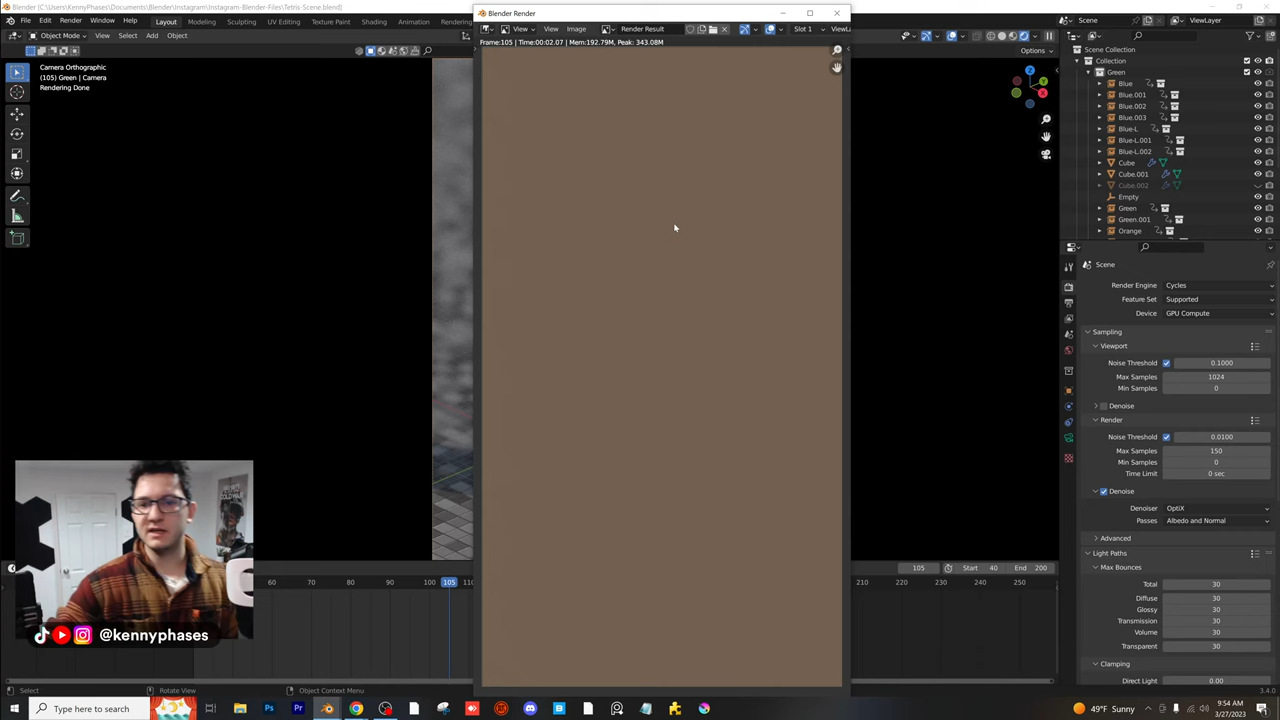 Blender [C:\Users\KennyPhases\Documents\Blender\Instagram\Instagram-Blender-Files\Tetris-Scene.blend]
File Edit Render Window Help Layout Modeling Sculpting UV Editing Texture Paint Shading Animation Rendering
Scene ViewLayer
Object Mode View Select Add Object
Options
Camera Orthographic
(105) Green | Camera
Rendering Done
Blender Render
View View Image Render Result Slot 1 ViewLa
Frame:105 | Time:00:02.07 | Mem:192.79M, Peak: 343.08M
Scene Collection
Collection
Green
Blue
Blue.001
Blue.002
Blue.003
Blue-L
Blue-L.001
Blue-L.002
Cube
Cube.001
Cube.002
Empty
Green
Green.001
Orange
Scene
Render Engine Cycles
Feature Set Supported
Device GPU Compute
Sampling
Viewport
Noise Threshold 0.1000
Max Samples 1024
Min Samples 0
Denoise
Render
Noise Threshold 0.0100
Max Samples 150
Min Samples 0
Time Limit 0 sec
Denoise
Denoiser OptiX
Passes Albedo and Normal
Advanced
Light Paths
Max Bounces
Total 30
Diffuse 30
Glossy 30
Transmission 30
Volume 30
Transparent 30
Clamping
Direct Light 0.00
105 Start 40 End 200
60 70 80 90 100 105 210 220 230 240 250
@kennyphases
Select Rotate View Object Context Menu 3.4.0
Type here to search Ps Pr 49°F Sunny 9:54 AM
3/27/2023